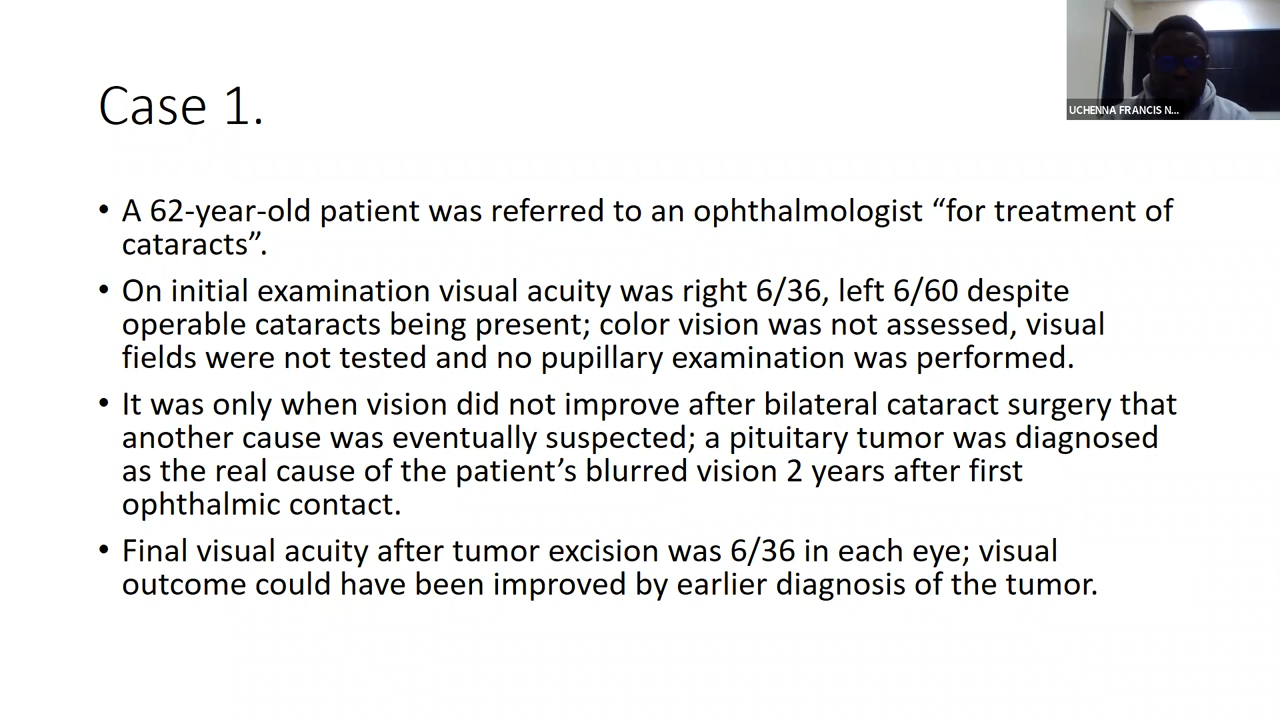 UCHENNA FRANCIS N...
Case 1.
• A 62-year-old patient was referred to an ophthalmologist “for treatment of
cataracts”.
• On initial examination visual acuity was right 6/36, left 6/60 despite
operable cataracts being present; color vision was not assessed, visual
fields were not tested and no pupillary examination was performed.
• It was only when vision did not improve after bilateral cataract surgery that
another cause was eventually suspected; a pituitary tumor was diagnosed
as the real cause of the patient’s blurred vision 2 years after first
ophthalmic contact.
• Final visual acuity after tumor excision was 6/36 in each eye; visual
outcome could have been improved by earlier diagnosis of the tumor.